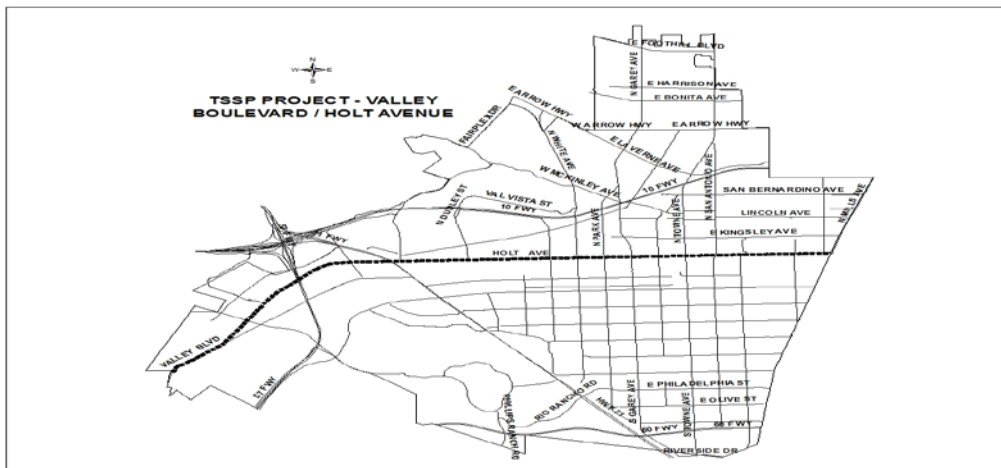 N
W E
S
TSSP PROJECT - VALLEY
BOULEVARD / HOLT AVENUE
E FOOTHILL BLVD
N GAREY AVE
E HARRISON AVE
E BONITA AVE
E ARROW HWY
FAIRPLEX DR
W ARROW HWY
E ARROW HWY
N WHITE AVE
E LA VERNE AVE
W MCKINLEY AVE
10 FWY
N SAN ANTONIO AVE
SAN BERNARDINO AVE
N MILLS AVE
VAL VISTA ST
10 FWY
N DUDLEY ST
LINCOLN AVE
N PARK AVE
N TOWNE AVE
E KINGSLEY AVE
FWY
HOLT AVE
VALLEY BLVD
57 FWY
E PHILADELPHIA ST
RIO RANCHO RD
S GAREY AVE
E OLIVE ST
S TOWNE AVE
PHILLIPS RANCH RD
60 FWY
60 FWY
RIVERSIDE DR